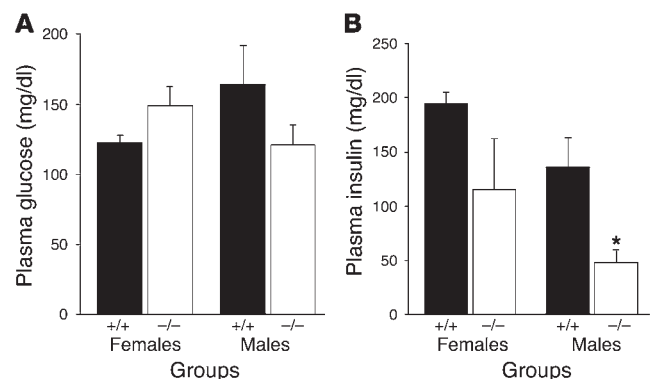 A
Plasma glucose (mg/dl)
200
150
100
50
0
+/+ –/– +/+ –/–
Females Males
Groups
B
Plasma insulin (mg/dl)
250
200
150
100
50
0
*
+/+ –/– +/+ –/–
Females Males
Groups